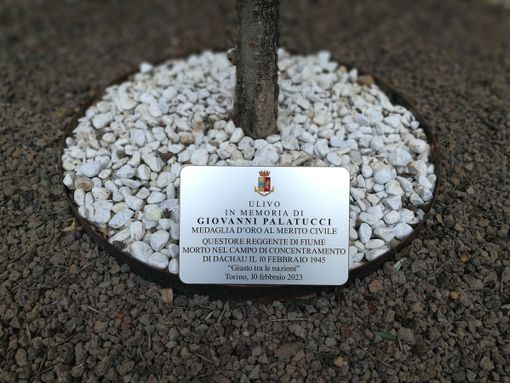 ULIVO
IN MEMORIA DI
GIOVANNI PALATUCCI
MEDAGLIA D'ORO AL MERITO CIVILE
QUESTORE REGGENTE DI FIUME
MORTO NEL CAMPO DI CONCENTRAMENTO
DI DACHAU IL 10 FEBBRAIO 1945
"Giusto tra le nazioni"
Torino, 10 febbraio 2023